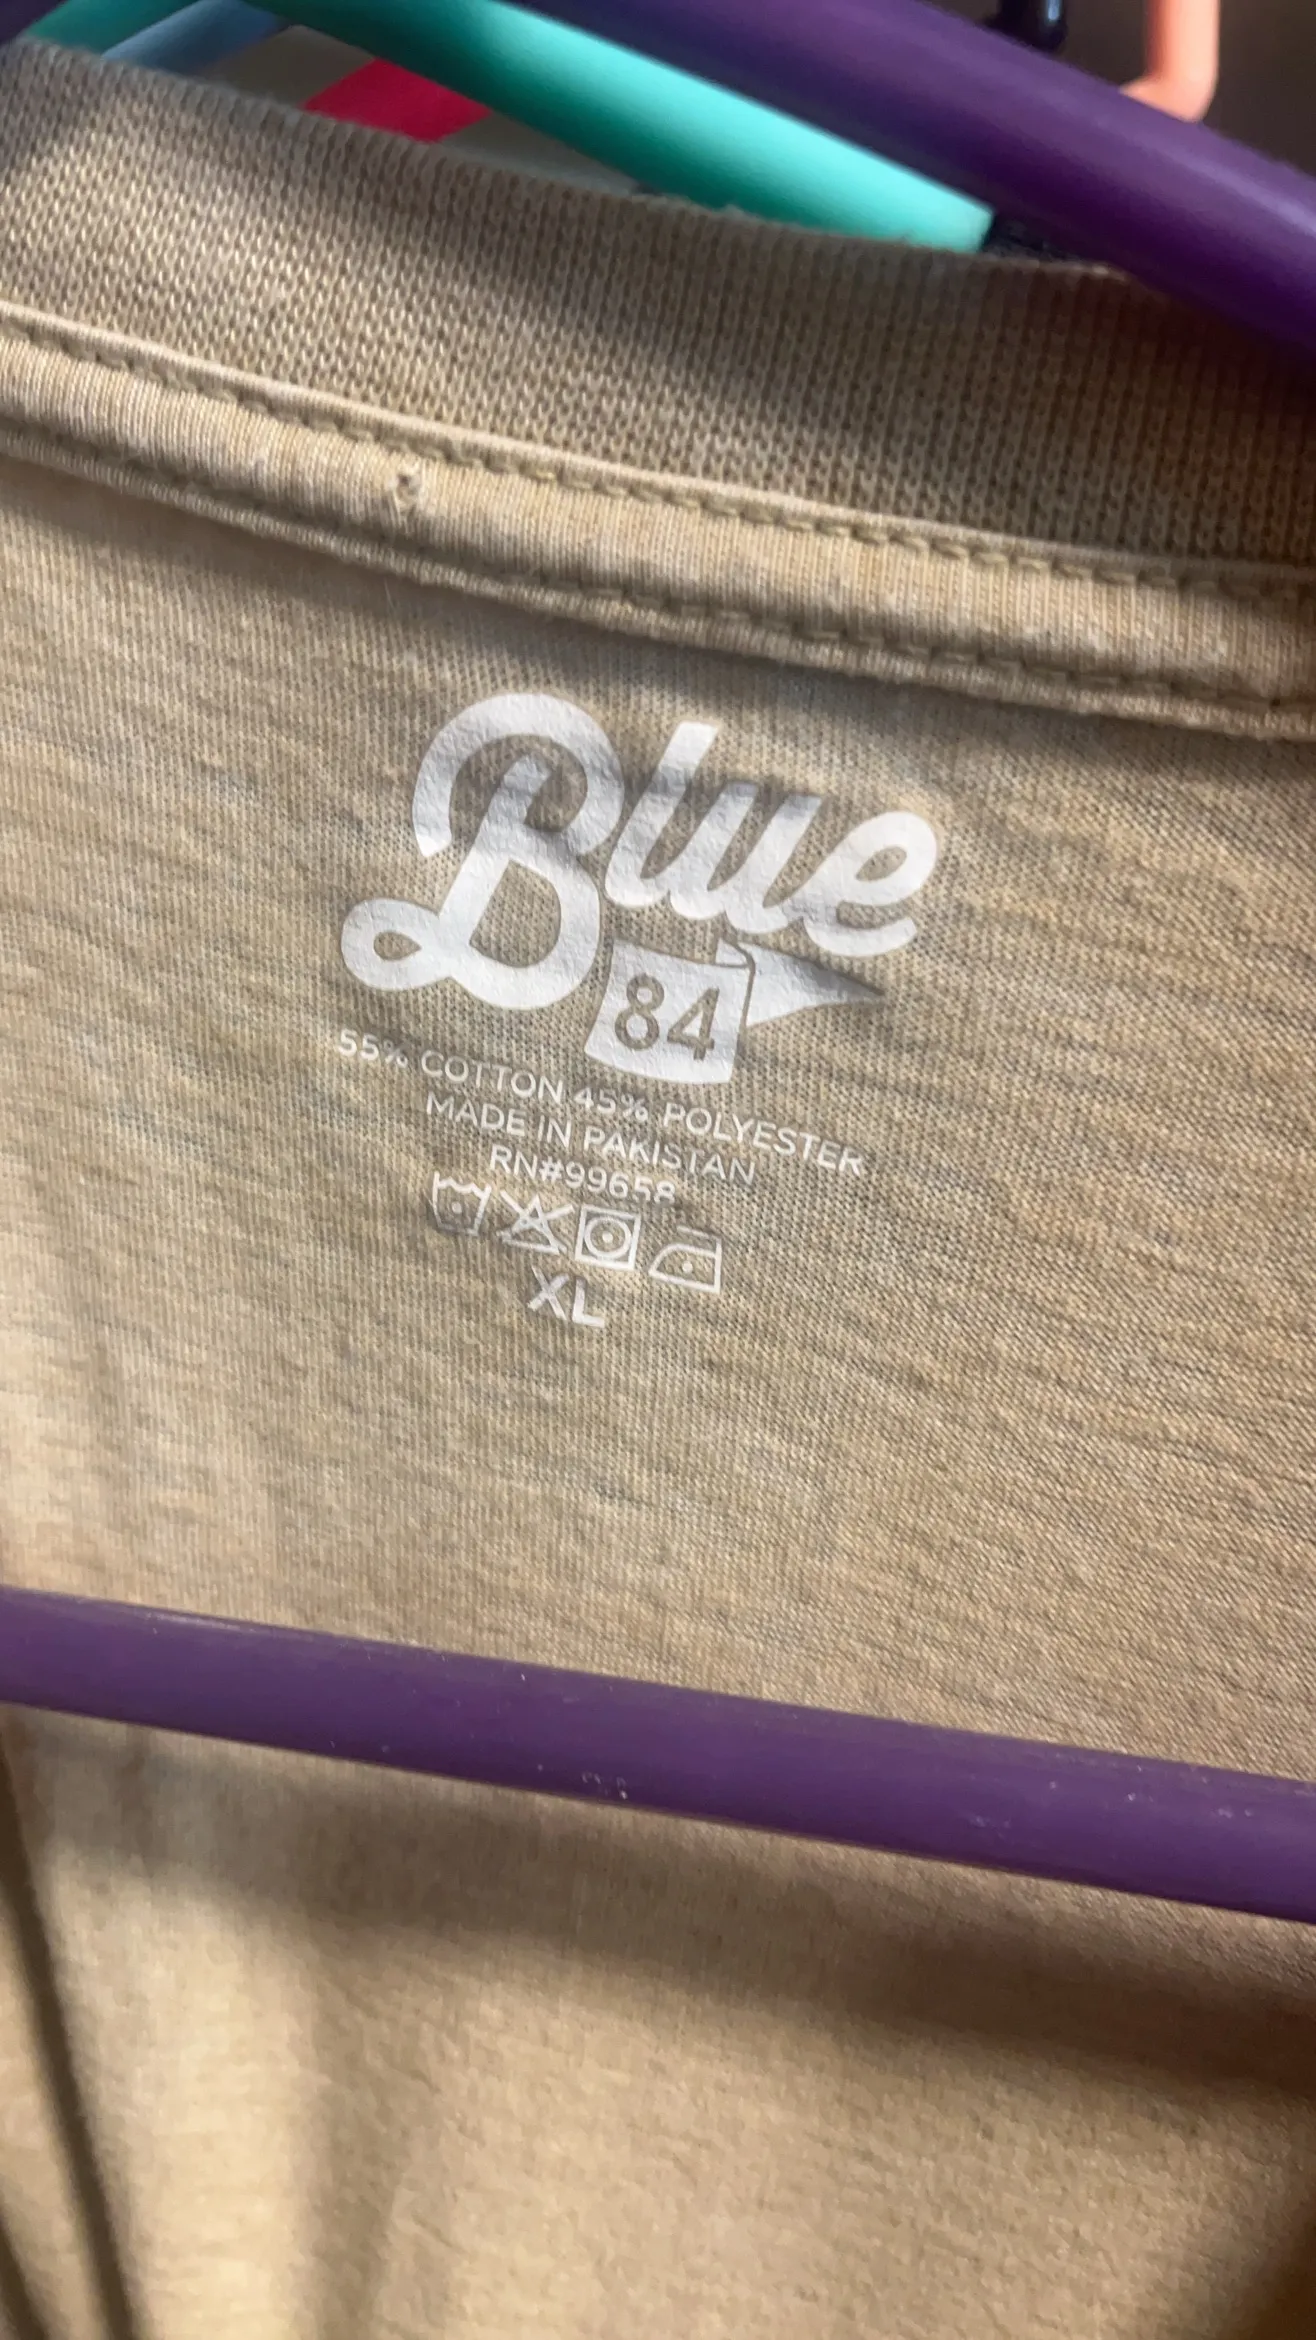 Blue
84
55% COTTON 45% POLYESTER
MADE IN PAKISTAN
RN#99658
XL